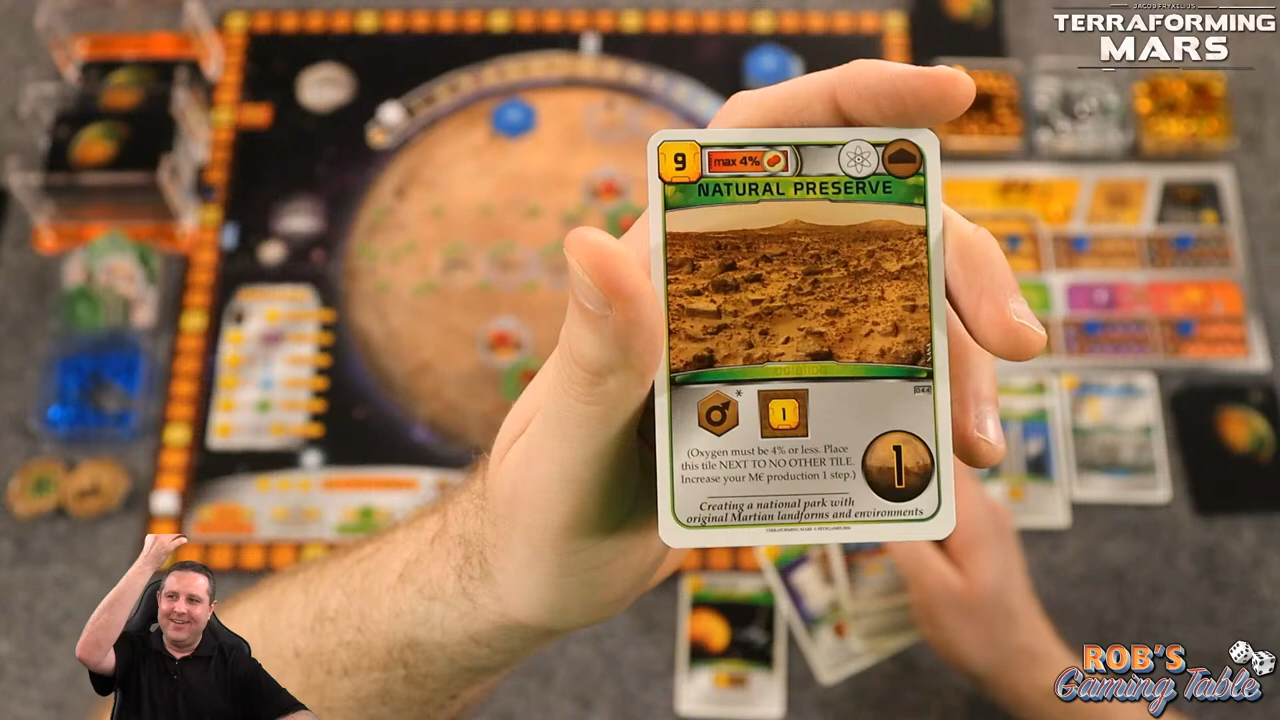 JACOB FRYXELIUS
TERRAFORMING
MARS
9
max 4%
NATURAL PRESERVE
044
1
(Oxygen must be 4% or less. Place
this tile NEXT TO NO OTHER TILE.
Increase your M€ production 1 step.)
1
Creating a national park with
original Martian landforms and environments
ROB'S
Gaming Table